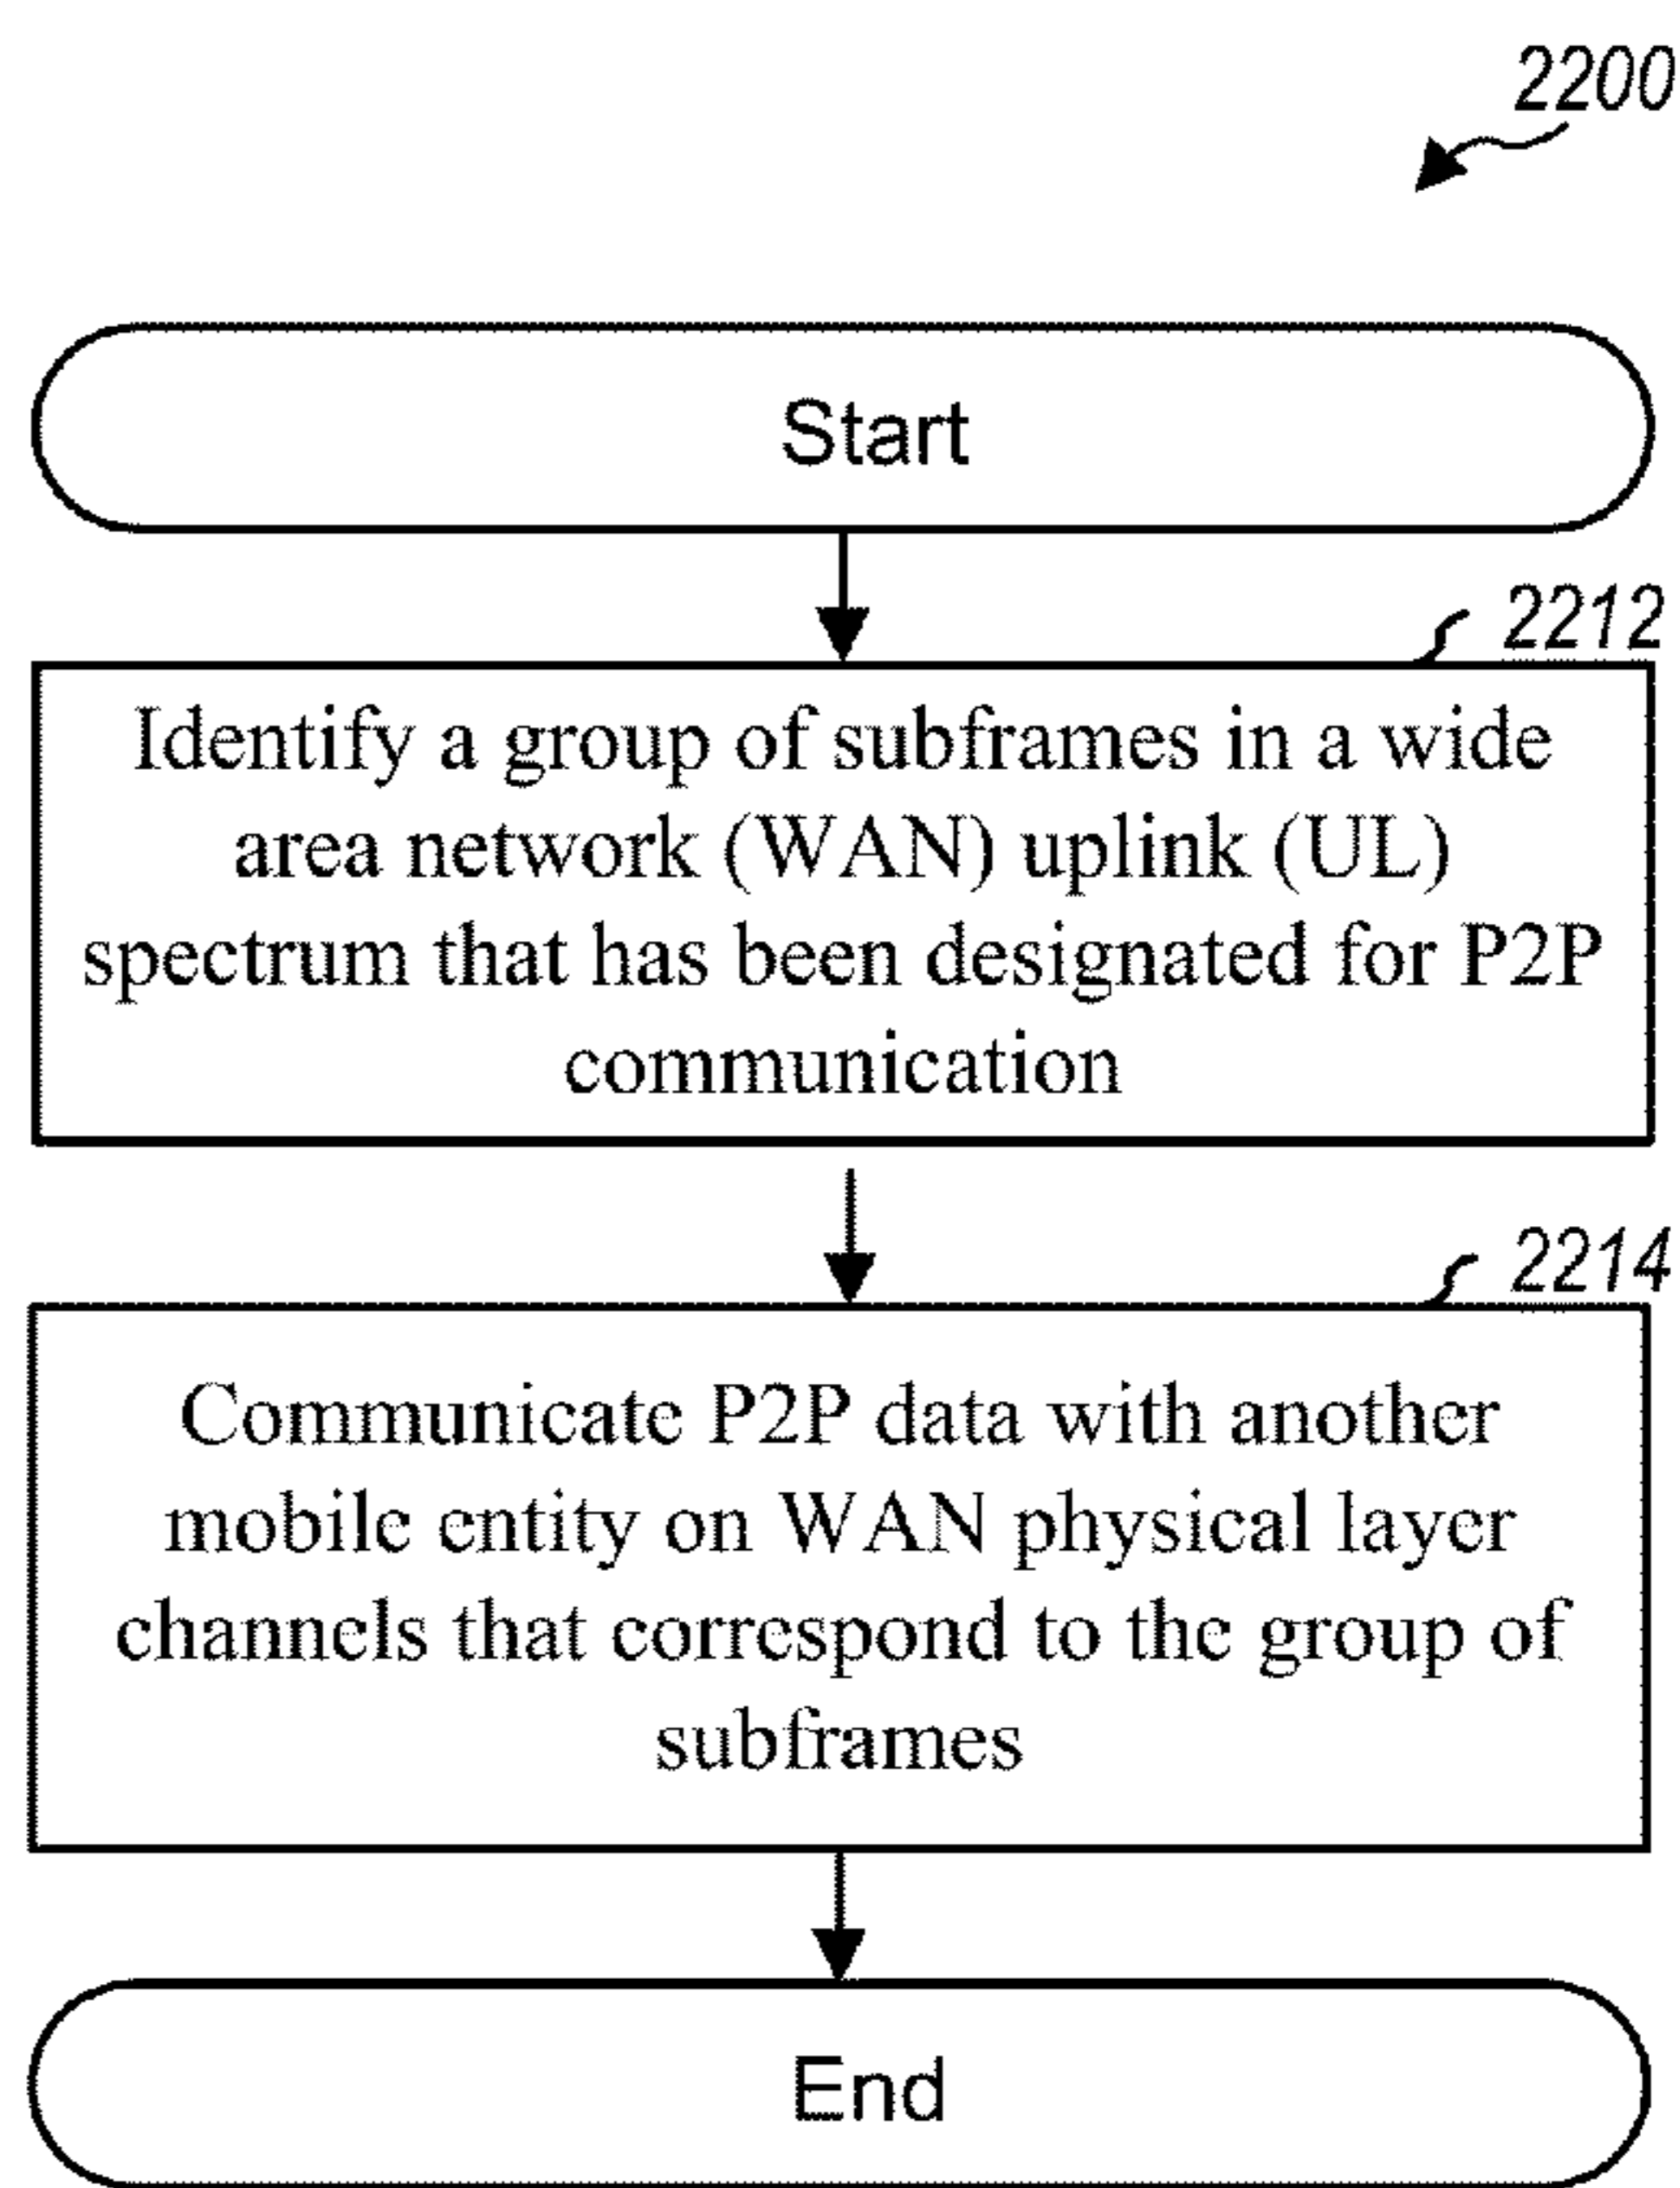 2200
Start
2212
Identify a group of subframes in a wide
area network (WAN) uplink (UL)
spectrum that has been designated for P2P
communication
2214
Communicate P2P data with another
mobile entity on WAN physical layer
channels that correspond to the group of
subframes
End